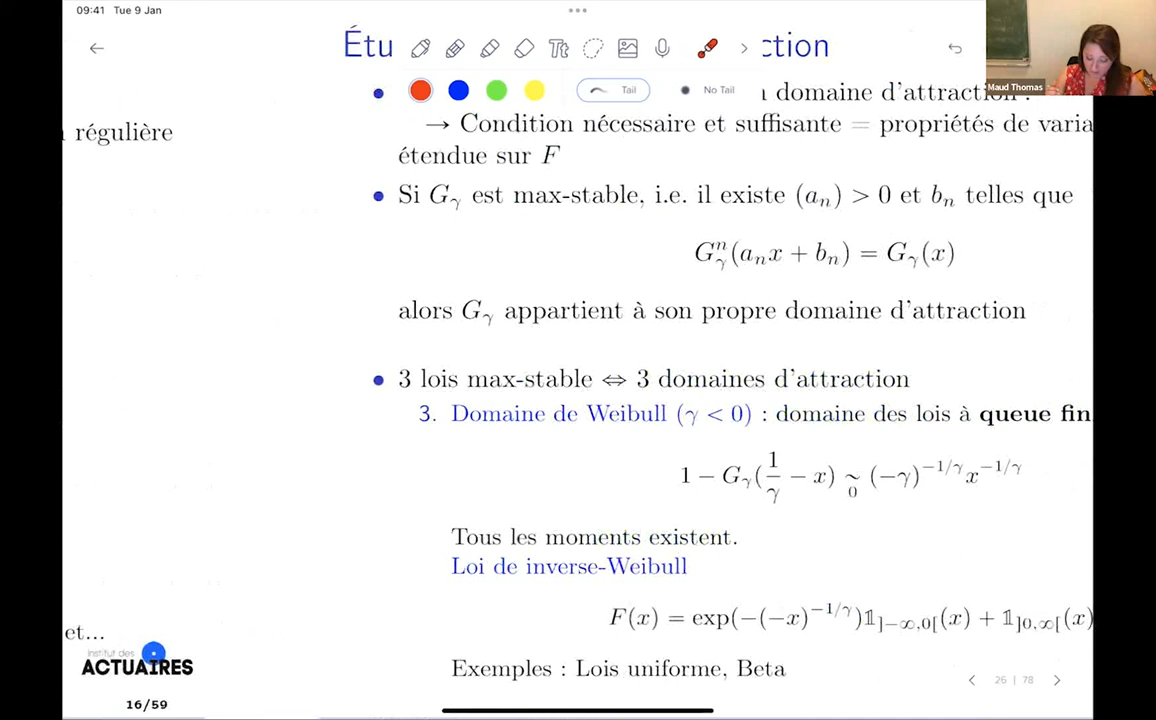 09:41 Tue 9 Jan
Étu
ction
Tt
Tail
No Tail
Maud Thomas
n régulière
domaine d'attraction :
→ Condition nécessaire et suffisante = propriétés de varia
étendue sur F
• Si G_γ est max-stable, i.e. il existe (a_n) > 0 et b_n telles que
G_γ^n(a_n x + b_n) = G_γ(x)
alors G_γ appartient à son propre domaine d'attraction
• 3 lois max-stable ⇔ 3 domaines d'attraction
3. Domaine de Weibull (γ < 0) : domaine des lois à queue fin
1 − G_γ(1/γ − x) ∼_0 (−γ)^{−1/γ} x^{−1/γ}
Tous les moments existent.
Loi de inverse-Weibull
F(x) = exp(−(−x)^{−1/γ})𝟙_{]−∞,0[}(x) + 𝟙_{]0,∞[}(x)
et...
Institut des
ACTUAIRES
Exemples : Lois uniforme, Beta
26 | 78
16/59